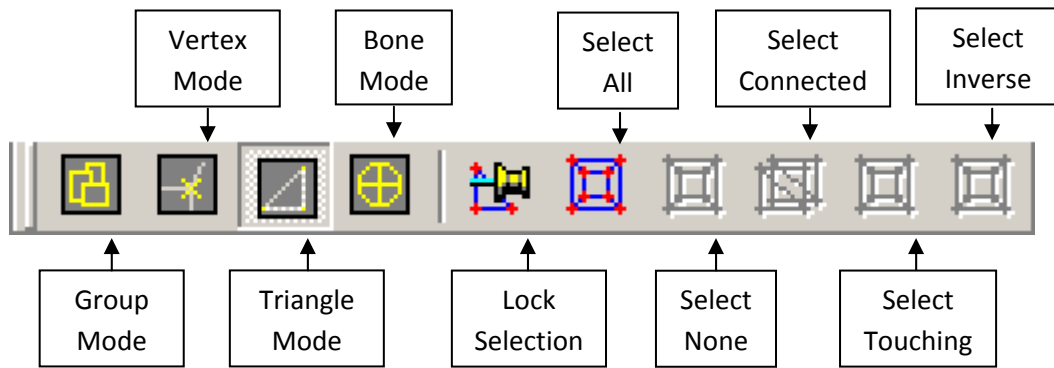 Vertex
Mode
Bone
Mode
Select
All
Select
Connected
Select
Inverse
Group
Mode
Triangle
Mode
Lock
Selection
Select
None
Select
Touching